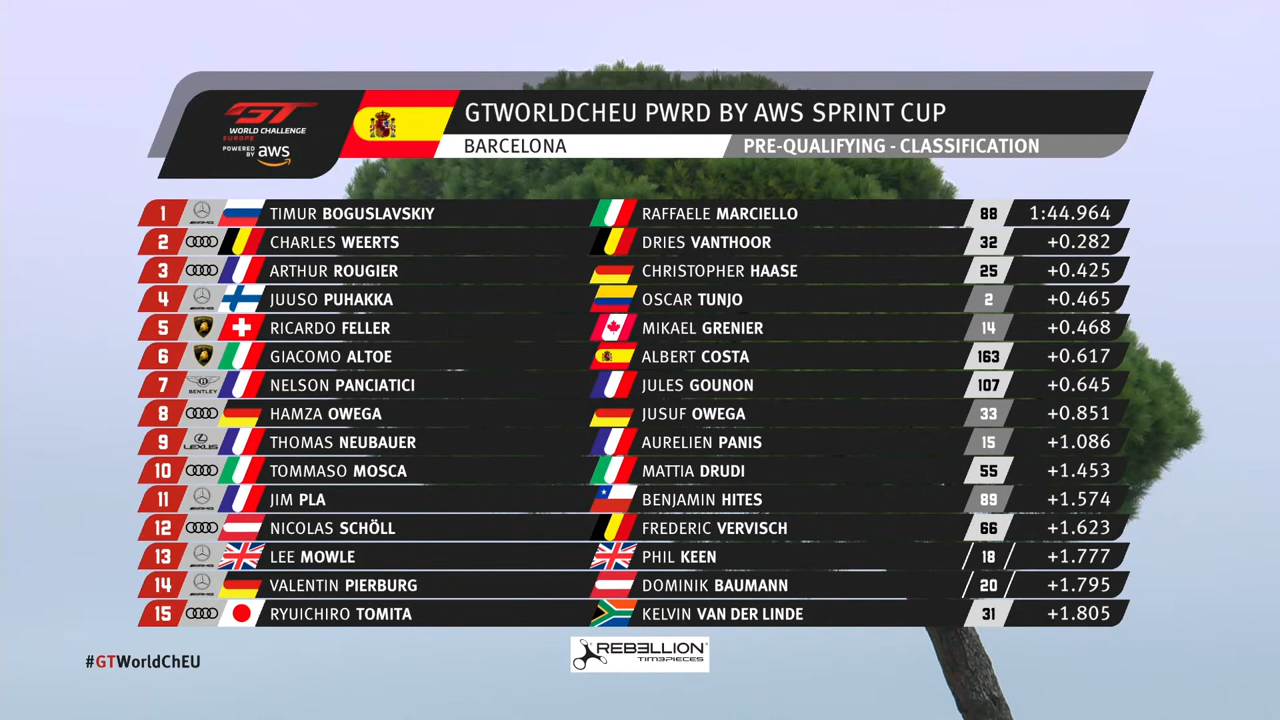 GTWORLDCHEU PWRD BY AWS SPRINT CUP
GT
WORLD CHALLENGE
EUROPE
POWERED BY aws
BARCELONA PRE-QUALIFYING - CLASSIFICATION
1 AMG TIMUR BOGUSLAVSKIY RAFFAELE MARCIELLO 88 1:44.964
2 CHARLES WEERTS DRIES VANTHOOR 32 +0.282
3 ARTHUR ROUGIER CHRISTOPHER HAASE 25 +0.425
4 AMG JUUSO PUHAKKA OSCAR TUNJO 2 +0.465
5 RICARDO FELLER MIKAEL GRENIER 14 +0.468
6 GIACOMO ALTOE ALBERT COSTA 163 +0.617
7 BENTLEY NELSON PANCIATICI JULES GOUNON 107 +0.645
8 HAMZA OWEGA JUSUF OWEGA 33 +0.851
9 LEXUS THOMAS NEUBAUER AURELIEN PANIS 15 +1.086
10 TOMMASO MOSCA MATTIA DRUDI 55 +1.453
11 AMG JIM PLA BENJAMIN HITES 89 +1.574
12 NICOLAS SCHÖLL FREDERIC VERVISCH 66 +1.623
13 AMG LEE MOWLE PHIL KEEN 18 +1.777
14 AMG VALENTIN PIERBURG DOMINIK BAUMANN 20 +1.795
15 RYUICHIRO TOMITA KELVIN VAN DER LINDE 31 +1.805
REBELLION
TIMEPIECES
#GTWorldChEU